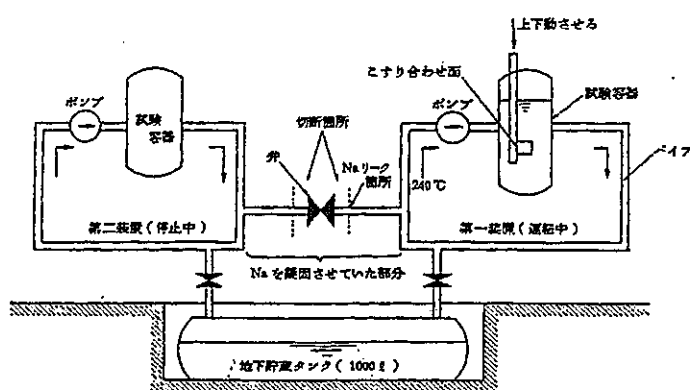 上下動させる
こすり合わせ面
ポンプ
試験
容器
切断箇所
弁
Naリーク
箇所
ポンプ
試験容器
パイプ
240℃
第二装置(停止中)
第一装置(運転中)
Naを凝固させていた部分
地下貯蔵タンク(1000ℓ)